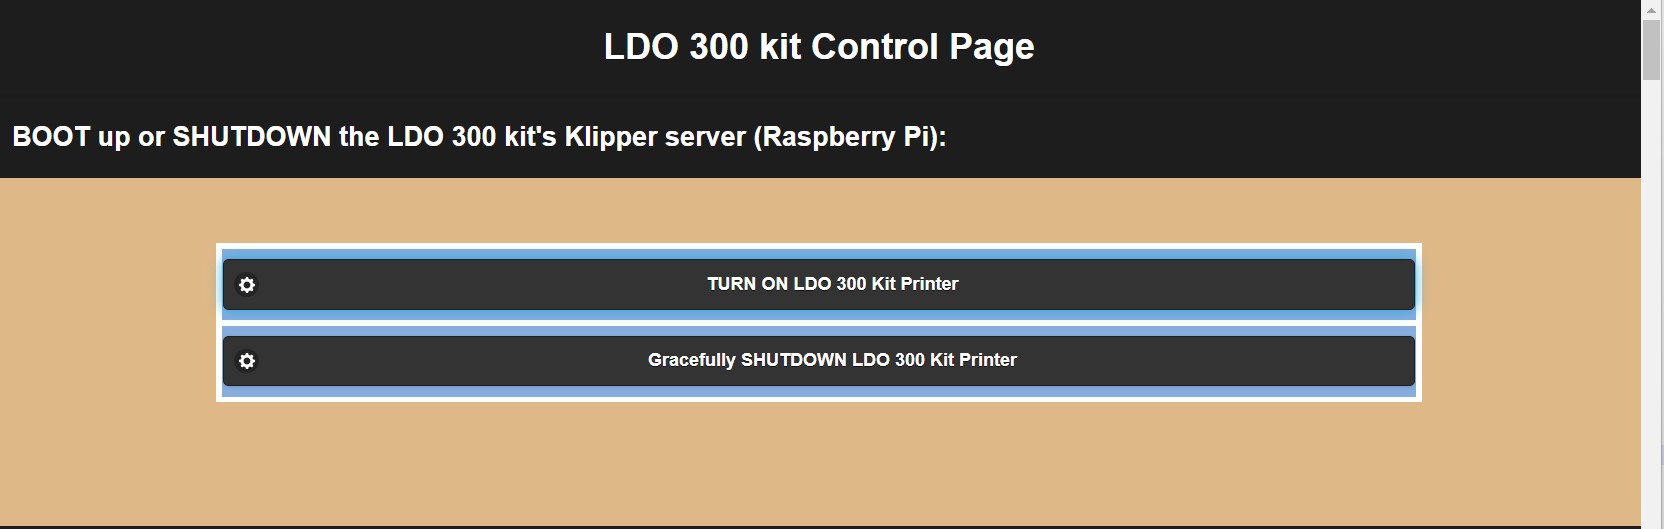 LDO 300 kit Control Page
BOOT up or SHUTDOWN the LDO 300 kit's Klipper server (Raspberry Pi):
TURN ON LDO 300 Kit Printer
Gracefully SHUTDOWN LDO 300 Kit Printer